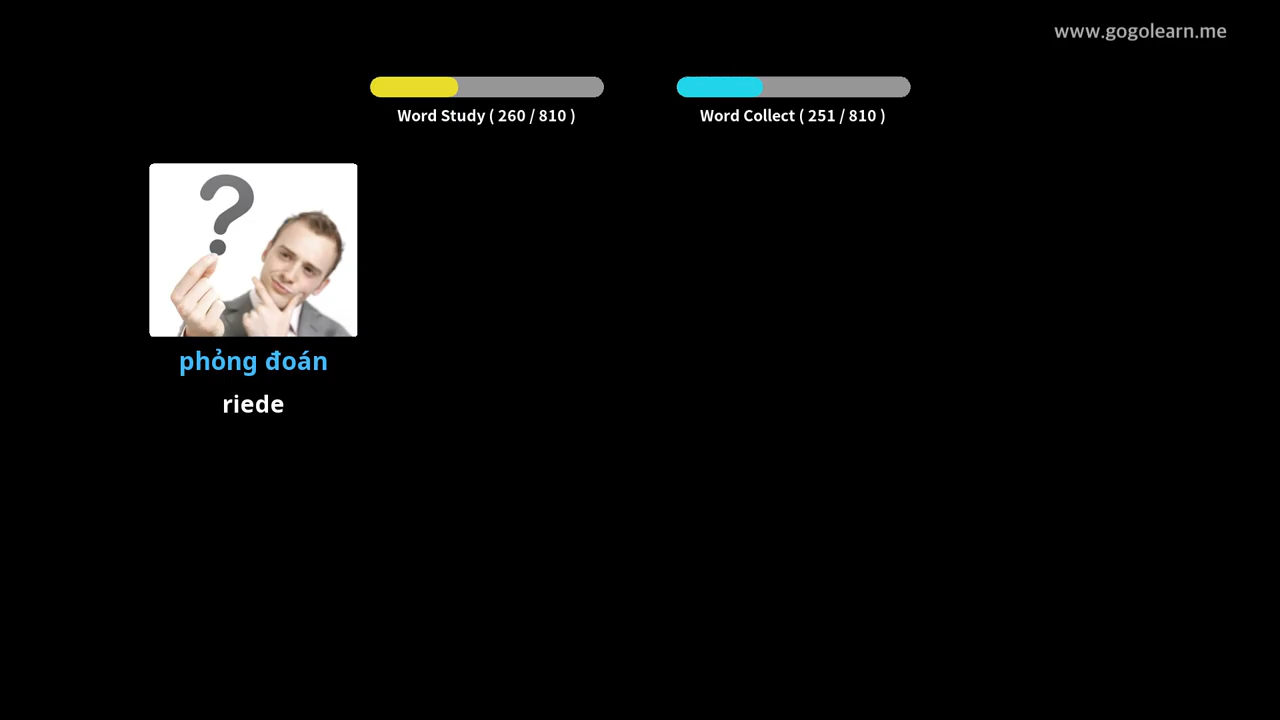 www.gogolearn.me
Word Study ( 260 / 810 )
Word Collect ( 251 / 810 )
?
phỏng đoán
riede